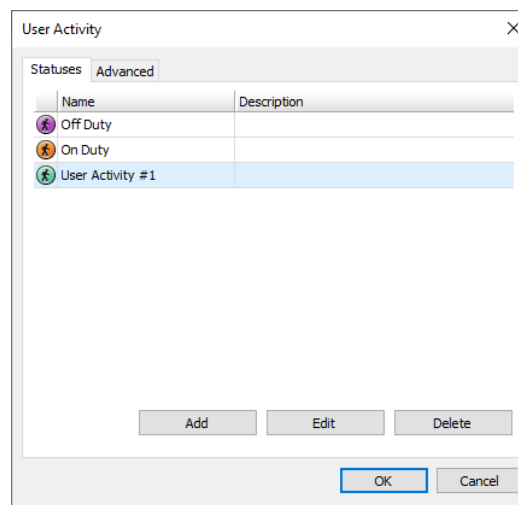 User Activity
Statuses Advanced
Name Description
Off Duty
On Duty
User Activity #1
Add Edit Delete
OK Cancel